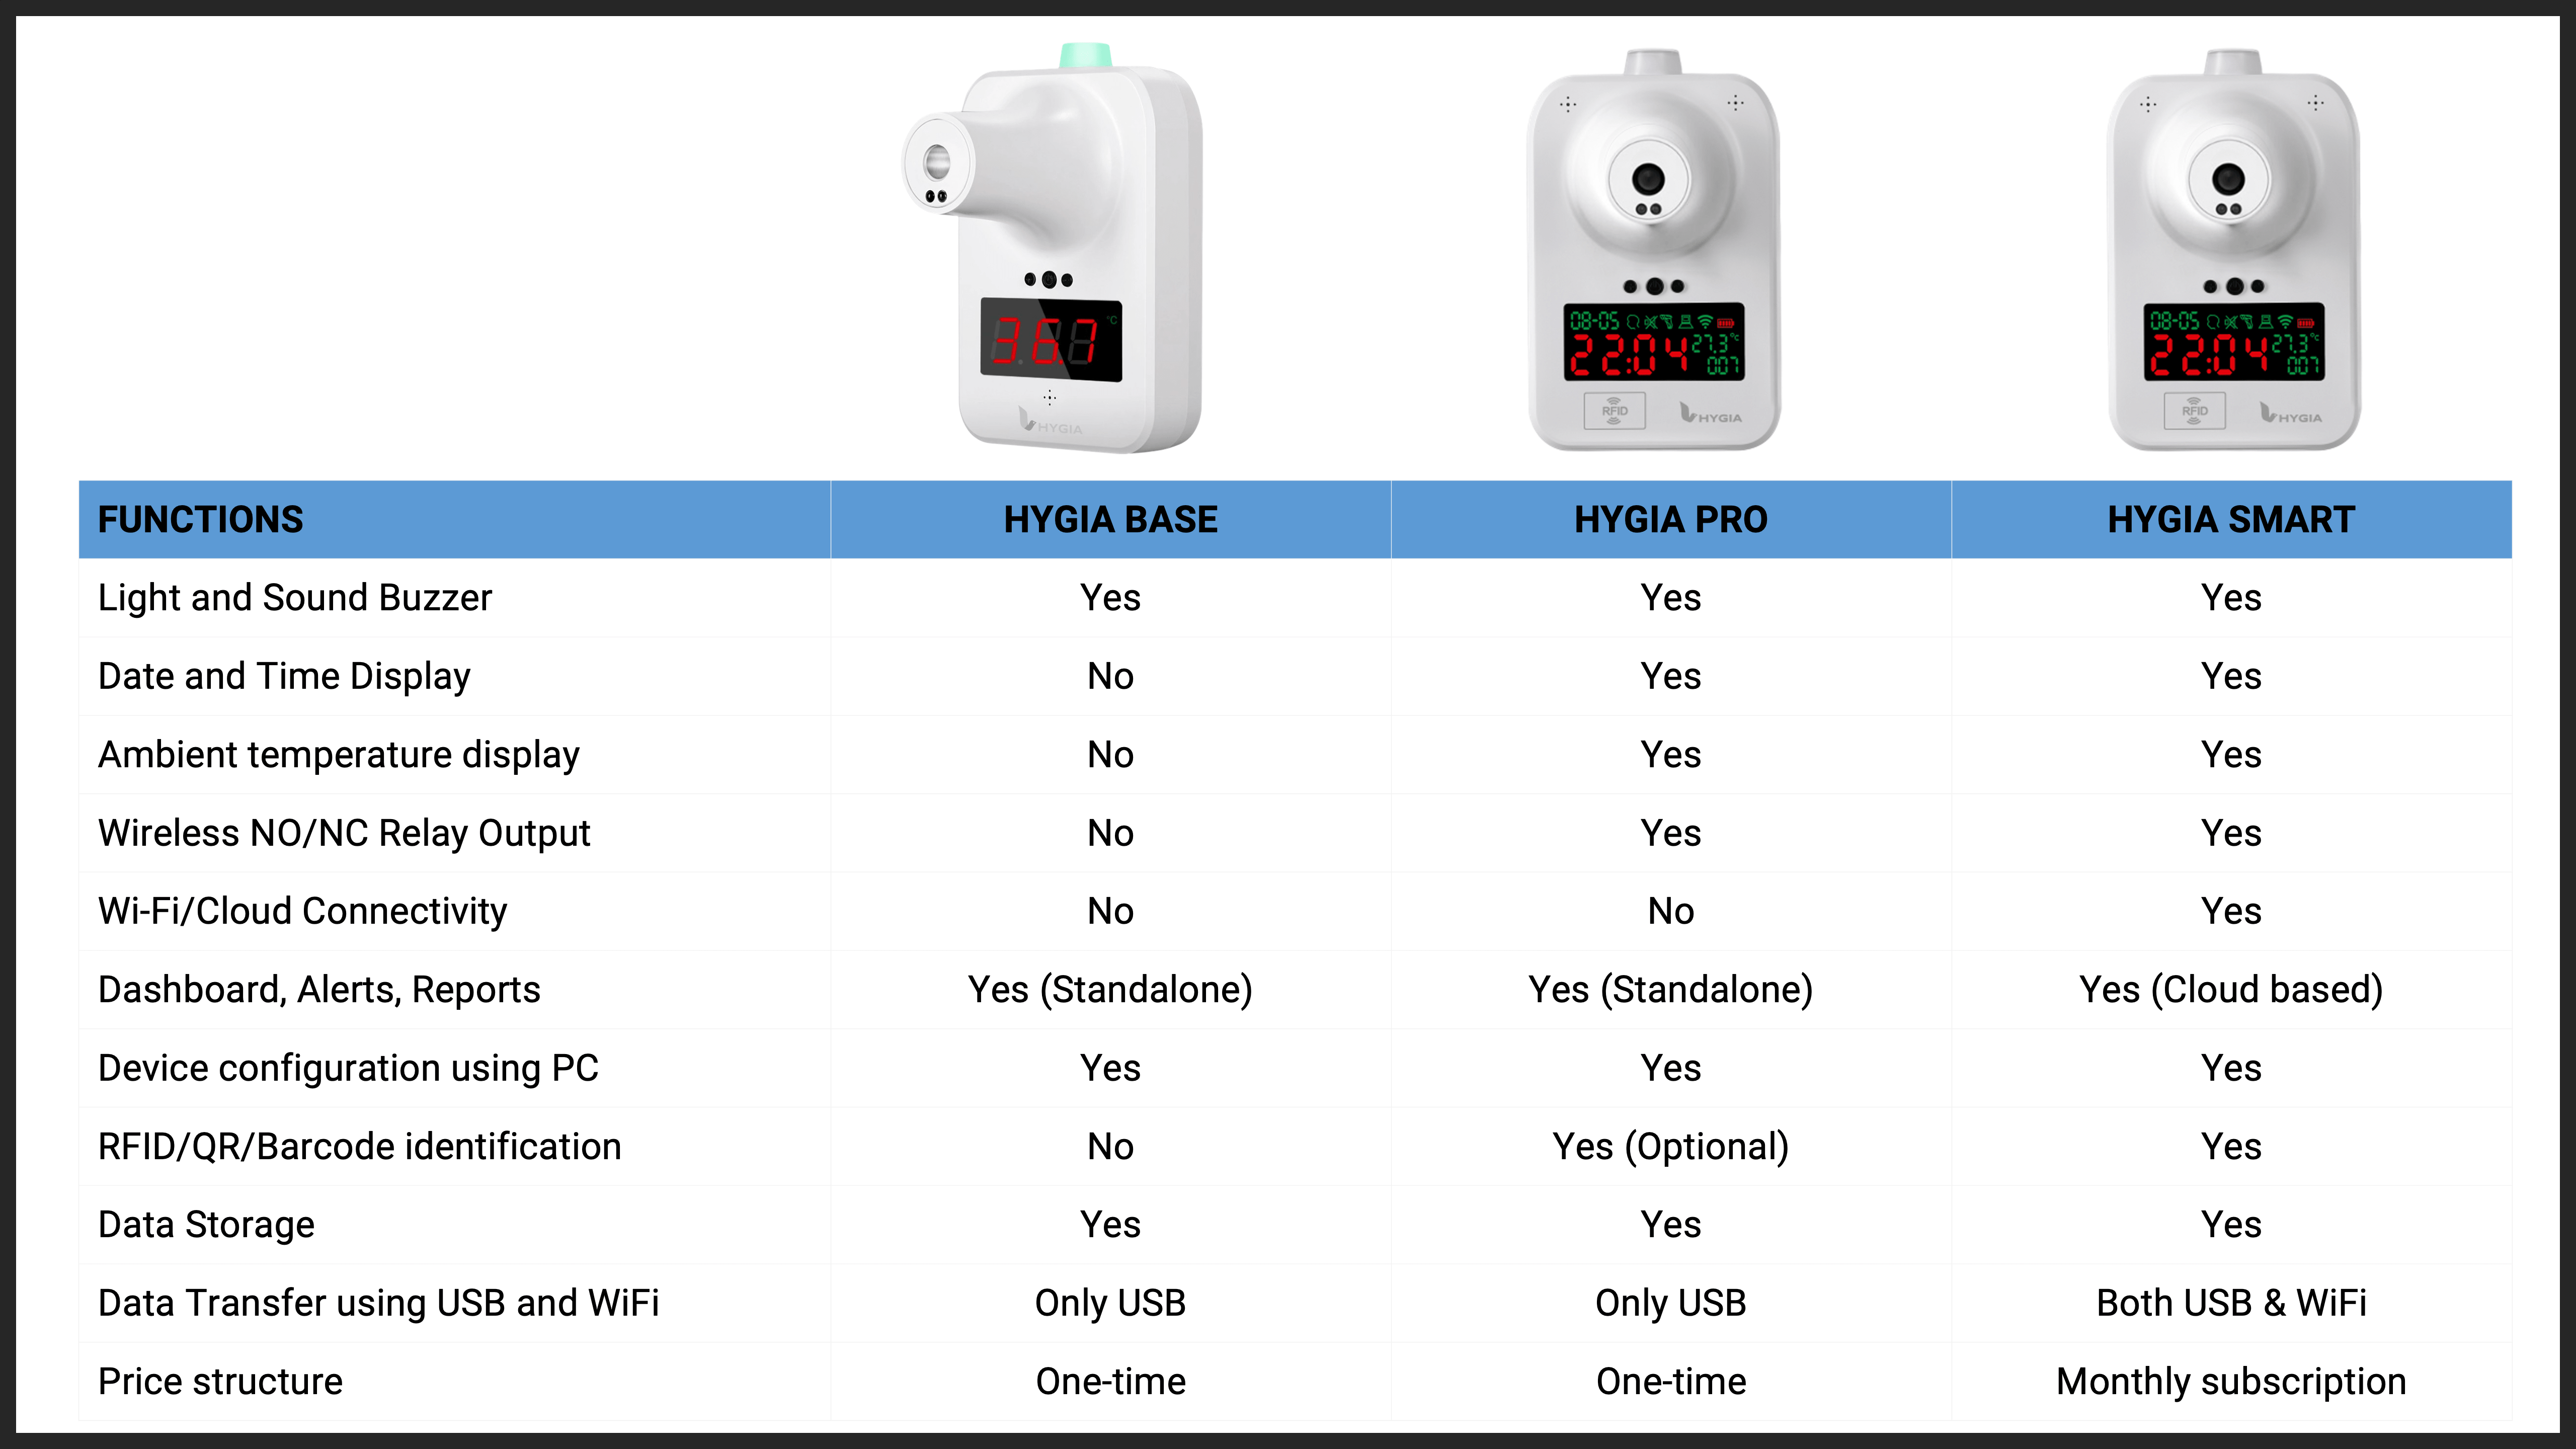 3.6.7 °C
HYGIA
08-05
22:04 27.3 °C
007
RFID
HYGIA
08-05
22:04 27.3 °C
007
RFID
HYGIA
FUNCTIONS HYGIA BASE HYGIA PRO HYGIA SMART
Light and Sound Buzzer Yes Yes Yes
Date and Time Display No Yes Yes
Ambient temperature display No Yes Yes
Wireless NO/NC Relay Output No Yes Yes
Wi-Fi/Cloud Connectivity No No Yes
Dashboard, Alerts, Reports Yes (Standalone) Yes (Standalone) Yes (Cloud based)
Device configuration using PC Yes Yes Yes
RFID/QR/Barcode identification No Yes (Optional) Yes
Data Storage Yes Yes Yes
Data Transfer using USB and WiFi Only USB Only USB Both USB & WiFi
Price structure One-time One-time Monthly subscription